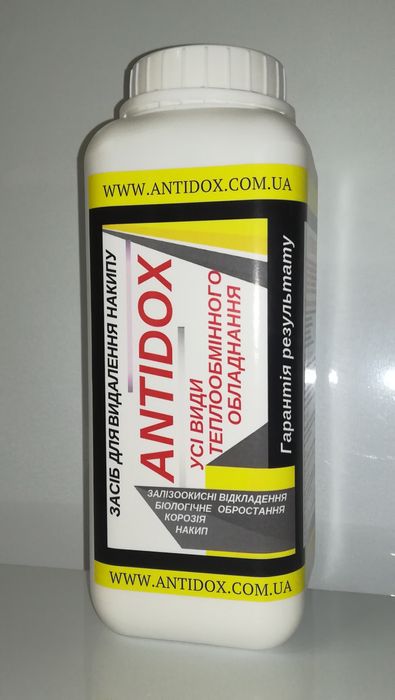 WWW.ANTIDOX.COM.UA
ЗАСІБ ДЛЯ ВИДАЛЕННЯ НАКИПУ
ANTIDOX
УСІ ВИДИ
ТЕПЛООБМІННОГО
ОБЛАДНАННЯ
Гарантія результату
ЗАЛІЗООКИСНІ ВІДКЛАДЕННЯ
БІОЛОГІЧНЕ ОБРОСТАННЯ
КОРОЗІЯ
НАКИП
WWW.ANTIDOX.COM.UA